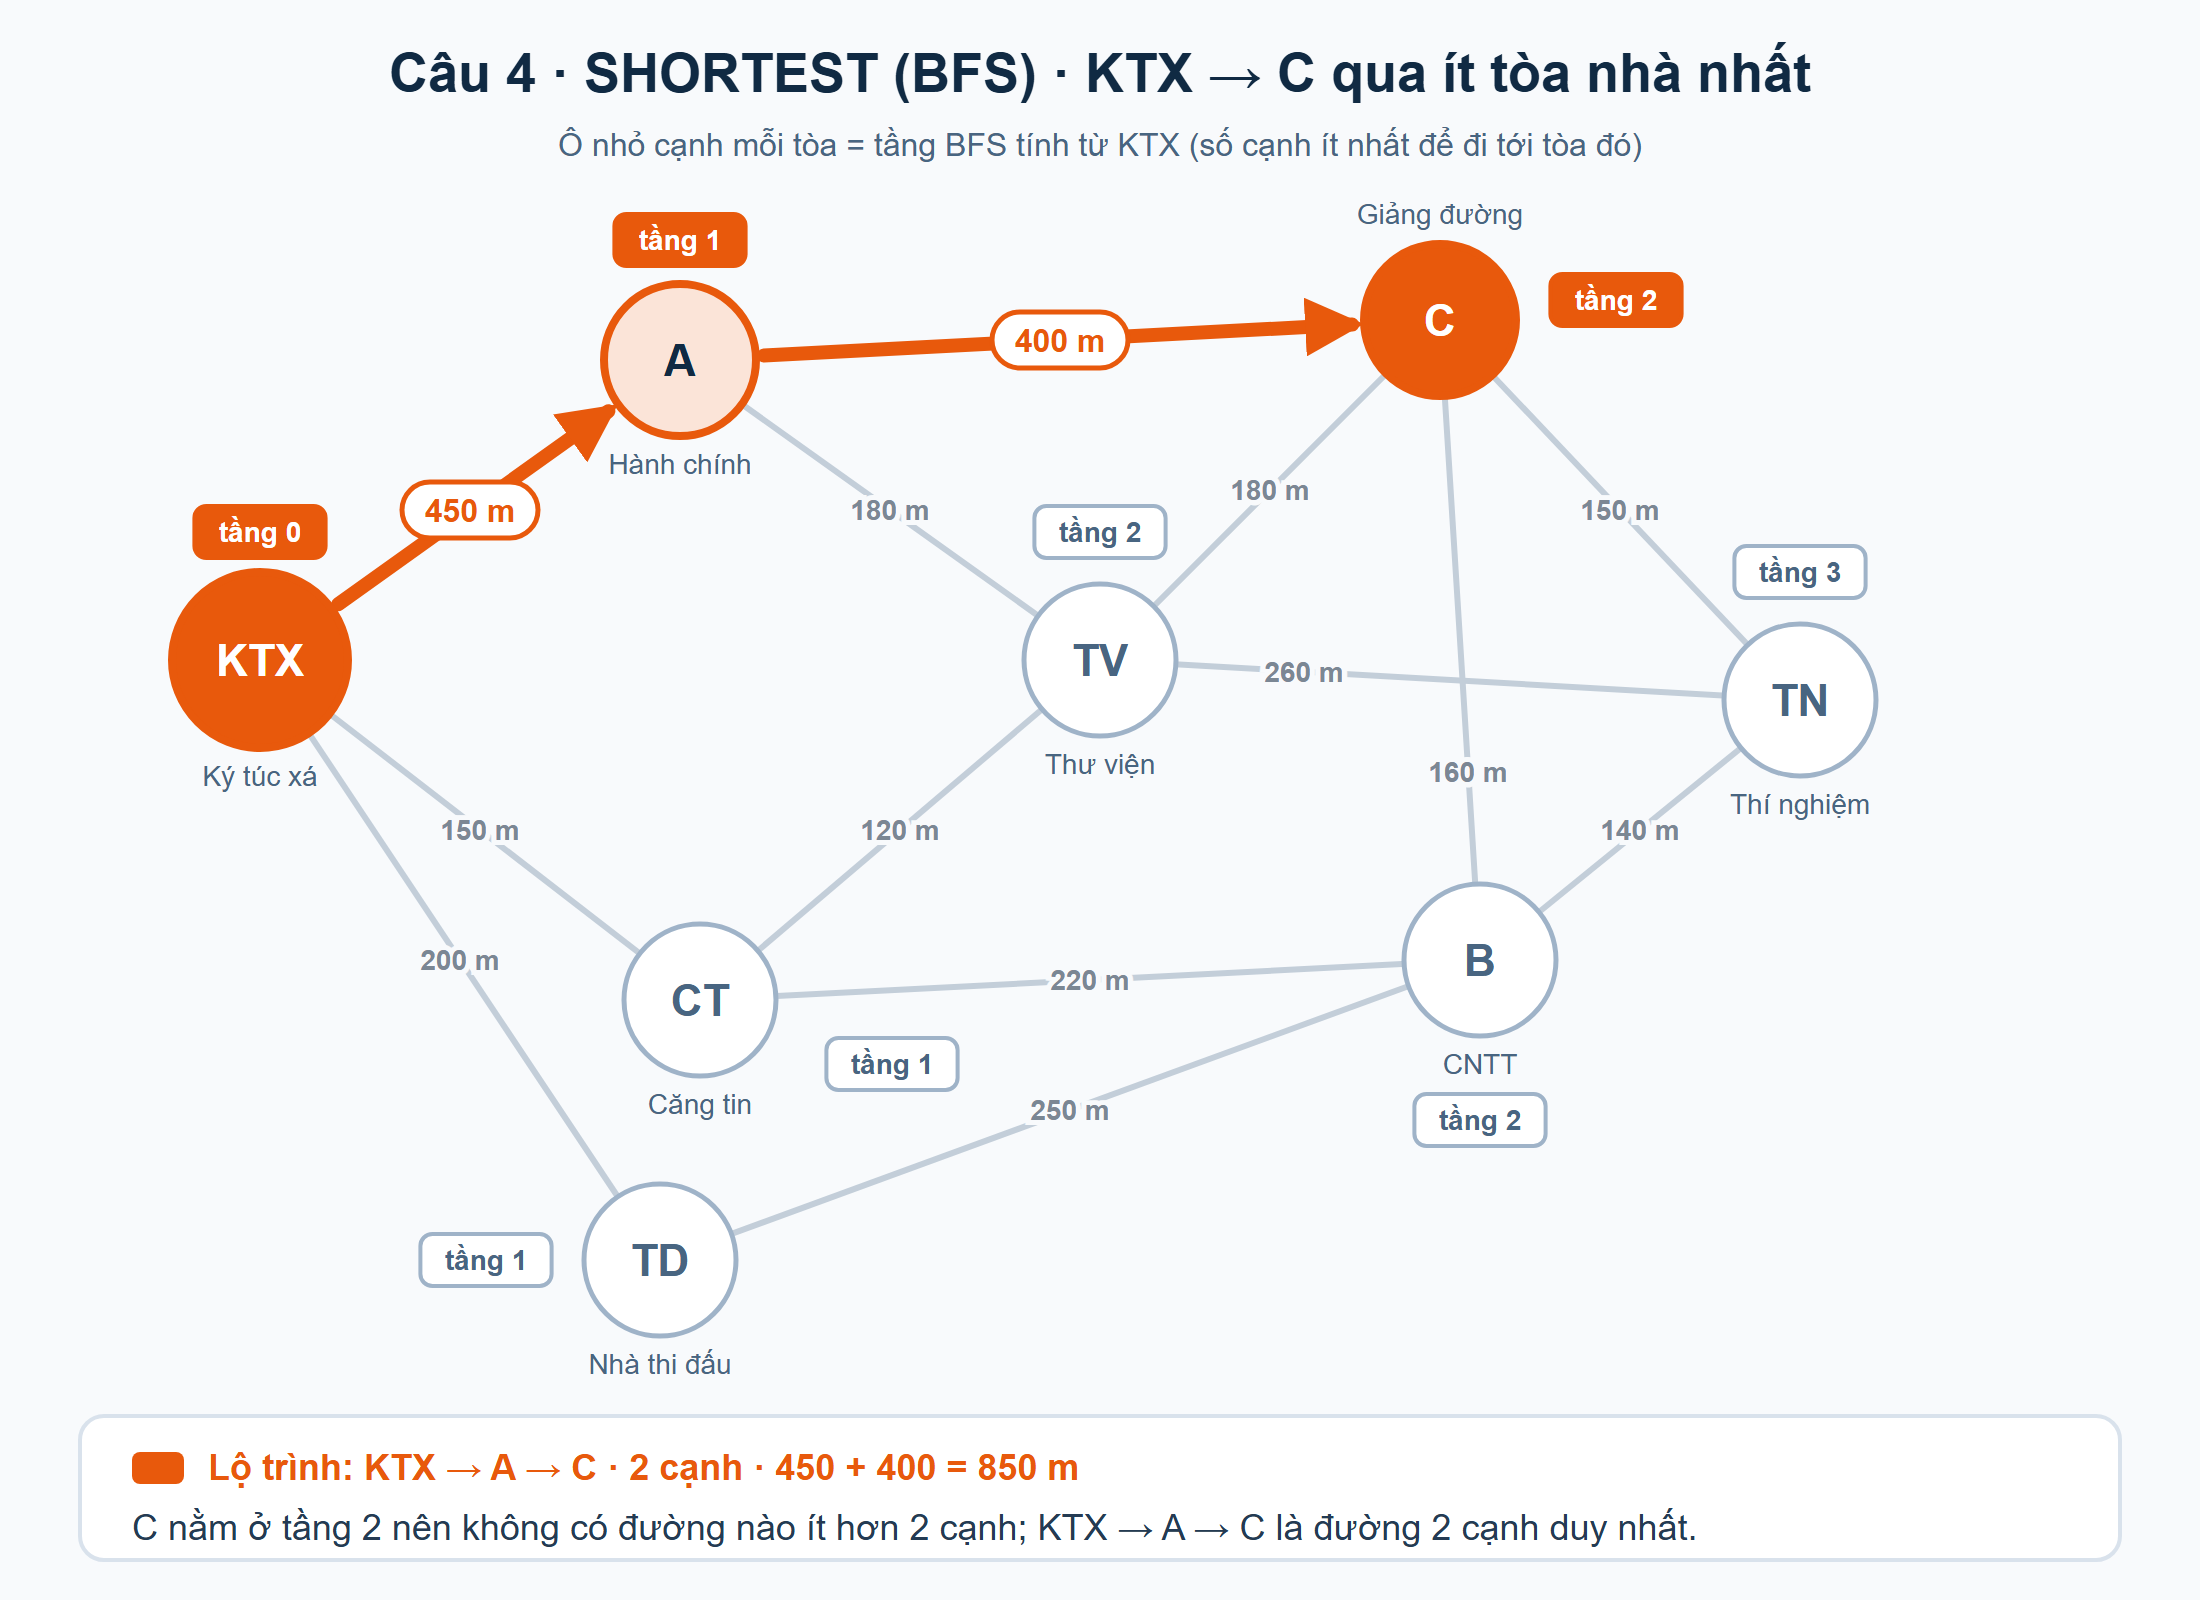 Câu 4 · SHORTEST (BFS) · KTX → C qua ít tòa nhà nhất
Ô nhỏ cạnh mỗi tòa = tầng BFS tính từ KTX (số cạnh ít nhất để đi tới tòa đó)
Giảng đường
tầng 1
tầng 2
C
400 m
A
Hành chính
180 m
450 m
180 m
150 m
tầng 0
tầng 2
tầng 3
KTX
TV
260 m
TN
Ký túc xá
Thư viện
160 m
Thí nghiệm
150 m
120 m
140 m
200 m
220 m
B
CT
tầng 1
CNTT
Căng tin
250 m
tầng 2
tầng 1
TD
Nhà thi đấu
Lộ trình: KTX → A → C · 2 cạnh · 450 + 400 = 850 m
C nằm ở tầng 2 nên không có đường nào ít hơn 2 cạnh; KTX → A → C là đường 2 cạnh duy nhất.